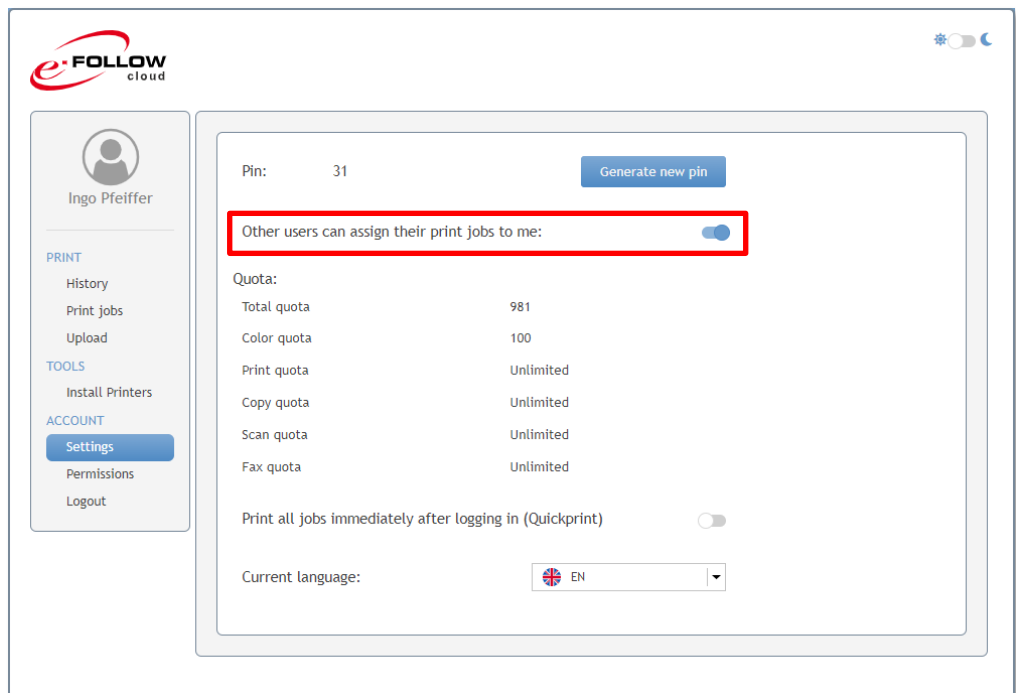 e-FOLLOW
cloud
Ingo Pfeiffer
PRINT
History
Print jobs
Upload
TOOLS
Install Printers
ACCOUNT
Settings
Permissions
Logout
Pin: 31 Generate new pin
Other users can assign their print jobs to me:
Quota:
Total quota 981
Color quota 100
Print quota Unlimited
Copy quota Unlimited
Scan quota Unlimited
Fax quota Unlimited
Print all jobs immediately after logging in (Quickprint)
Current language: EN